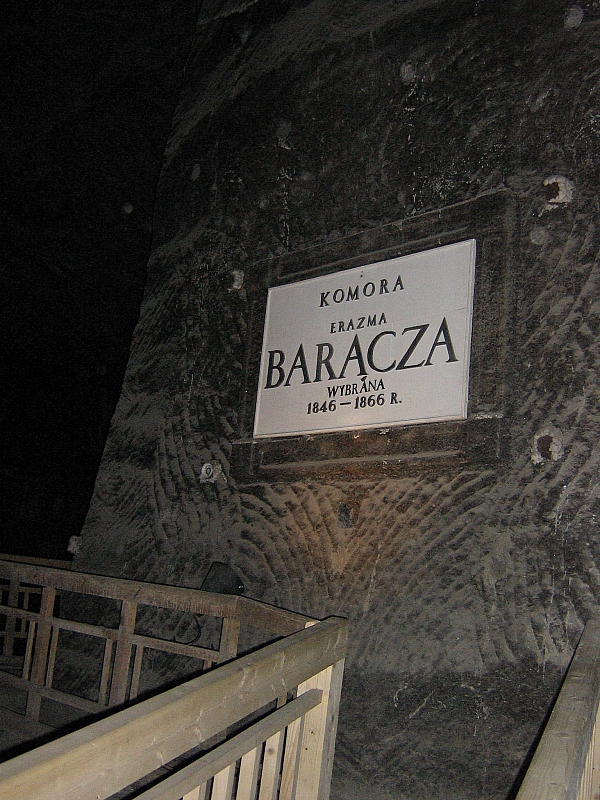 KOMORA
ERAZMA
BARĄCZA
WYBRANA
1846 — 1866 R.